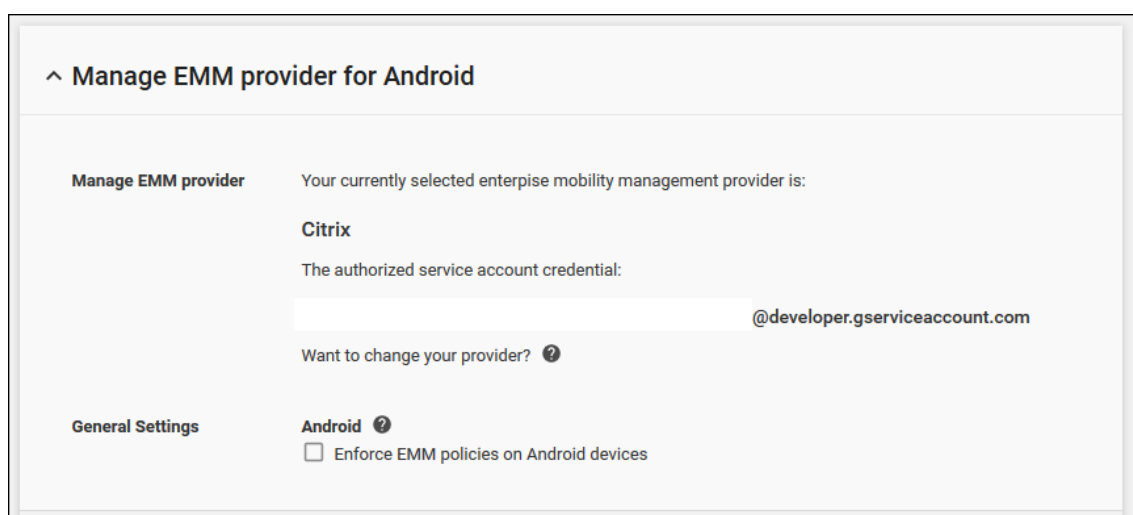 Manage EMM provider for Android
Manage EMM provider
Your currently selected enterpise mobility management provider is:
Citrix
The authorized service account credential:
@developer.gserviceaccount.com
Want to change your provider?
General Settings
Android
Enforce EMM policies on Android devices